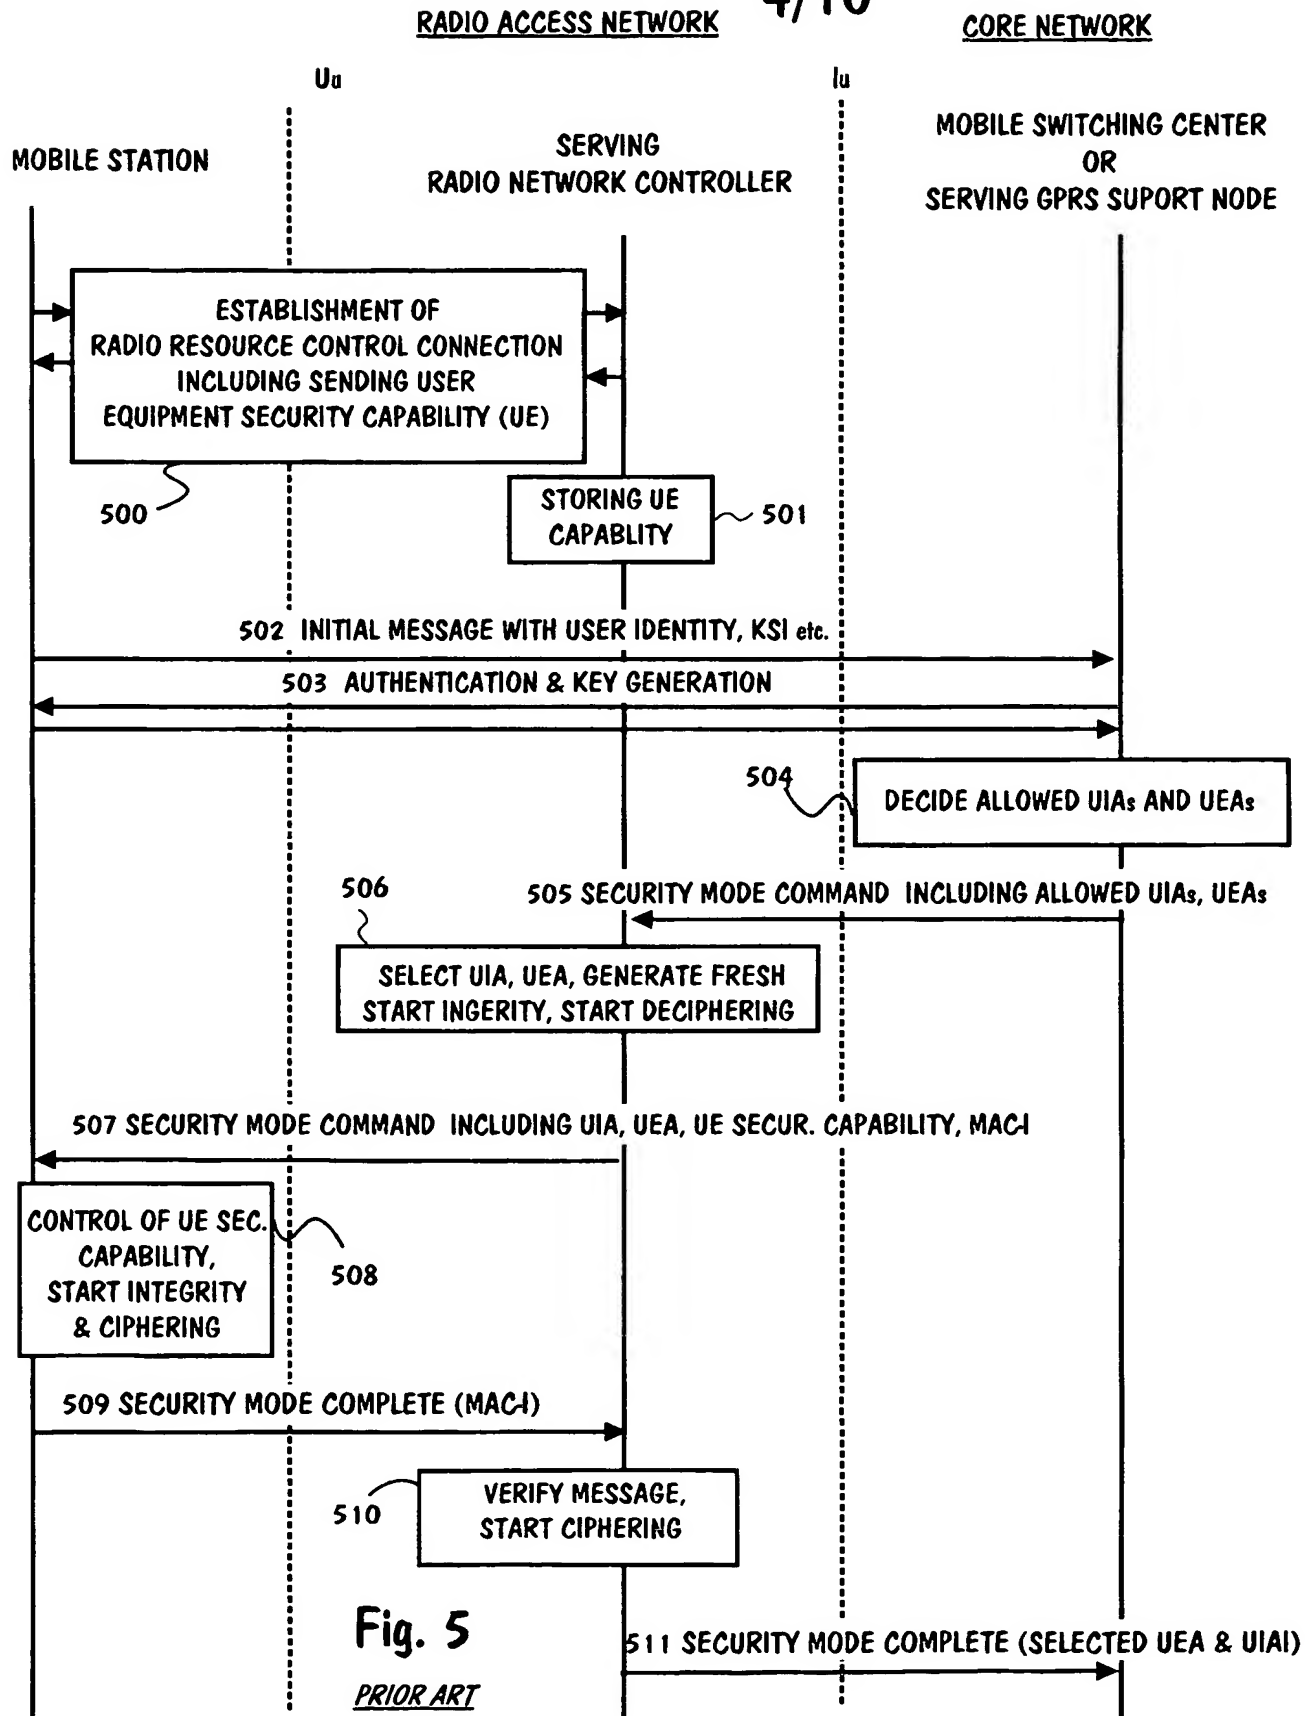 4/10
RADIO ACCESS NETWORK
CORE NETWORK
Uu
Iu
MOBILE STATION
SERVING
RADIO NETWORK CONTROLLER
MOBILE SWITCHING CENTER
OR
SERVING GPRS SUPORT NODE
ESTABLISHMENT OF
RADIO RESOURCE CONTROL CONNECTION
INCLUDING SENDING USER
EQUIPMENT SECURITY CAPABILITY (UE)
500
STORING UE
CAPABLITY
501
502 INITIAL MESSAGE WITH USER IDENTITY, KSI etc.
503 AUTHENTICATION & KEY GENERATION
504
DECIDE ALLOWED UIAs AND UEAs
505 SECURITY MODE COMMAND INCLUDING ALLOWED UIAs, UEAs
506
SELECT UIA, UEA, GENERATE FRESH
START INGERITY, START DECIPHERING
507 SECURITY MODE COMMAND INCLUDING UIA, UEA, UE SECUR. CAPABILITY, MAC-I
CONTROL OF UE SEC.
CAPABILITY,
START INTEGRITY
& CIPHERING
508
509 SECURITY MODE COMPLETE (MAC-I)
VERIFY MESSAGE,
START CIPHERING
510
511 SECURITY MODE COMPLETE (SELECTED UEA & UIAI)
Fig. 5
PRIOR ART